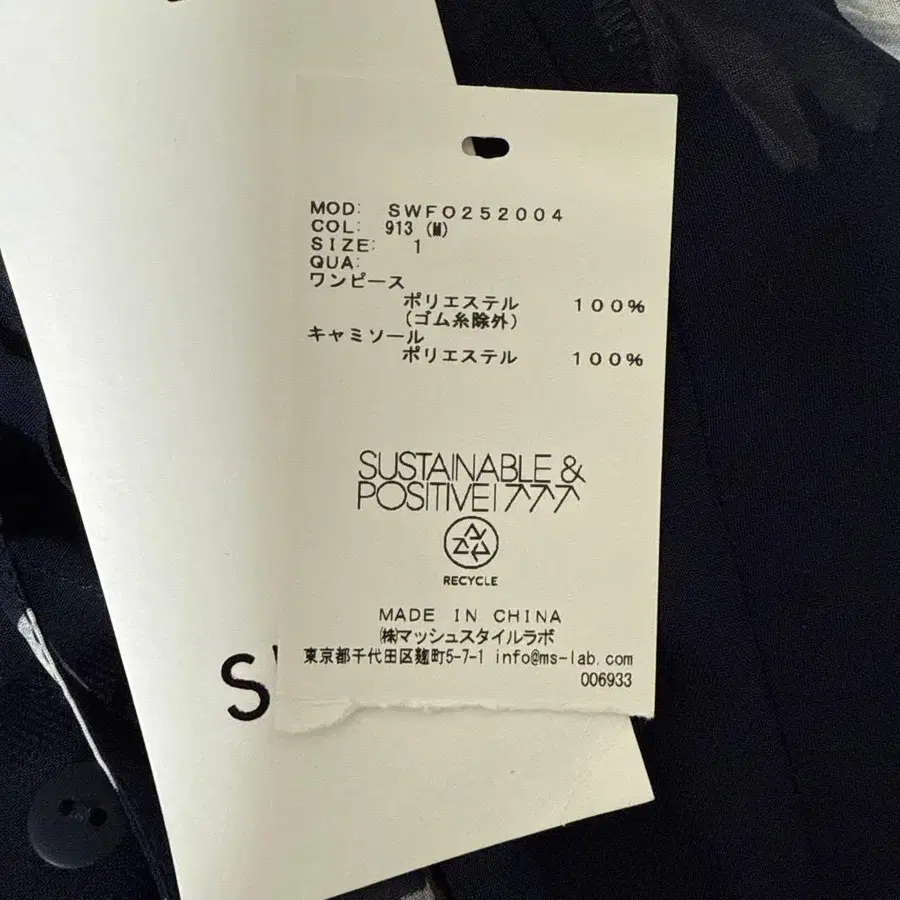 MOD: SWFO252004
COL: 913 (M)
SIZE: 1
QUA:
ワンピース
ポリエステル 100%
(ゴム糸除外)
キャミソール
ポリエステル 100%
SUSTAINABLE &
POSITIVE!
RECYCLE
MADE IN CHINA
㈱マッシュスタイルラボ
東京都千代田区麹町5-7-1 info@ms-lab.com
006933
S